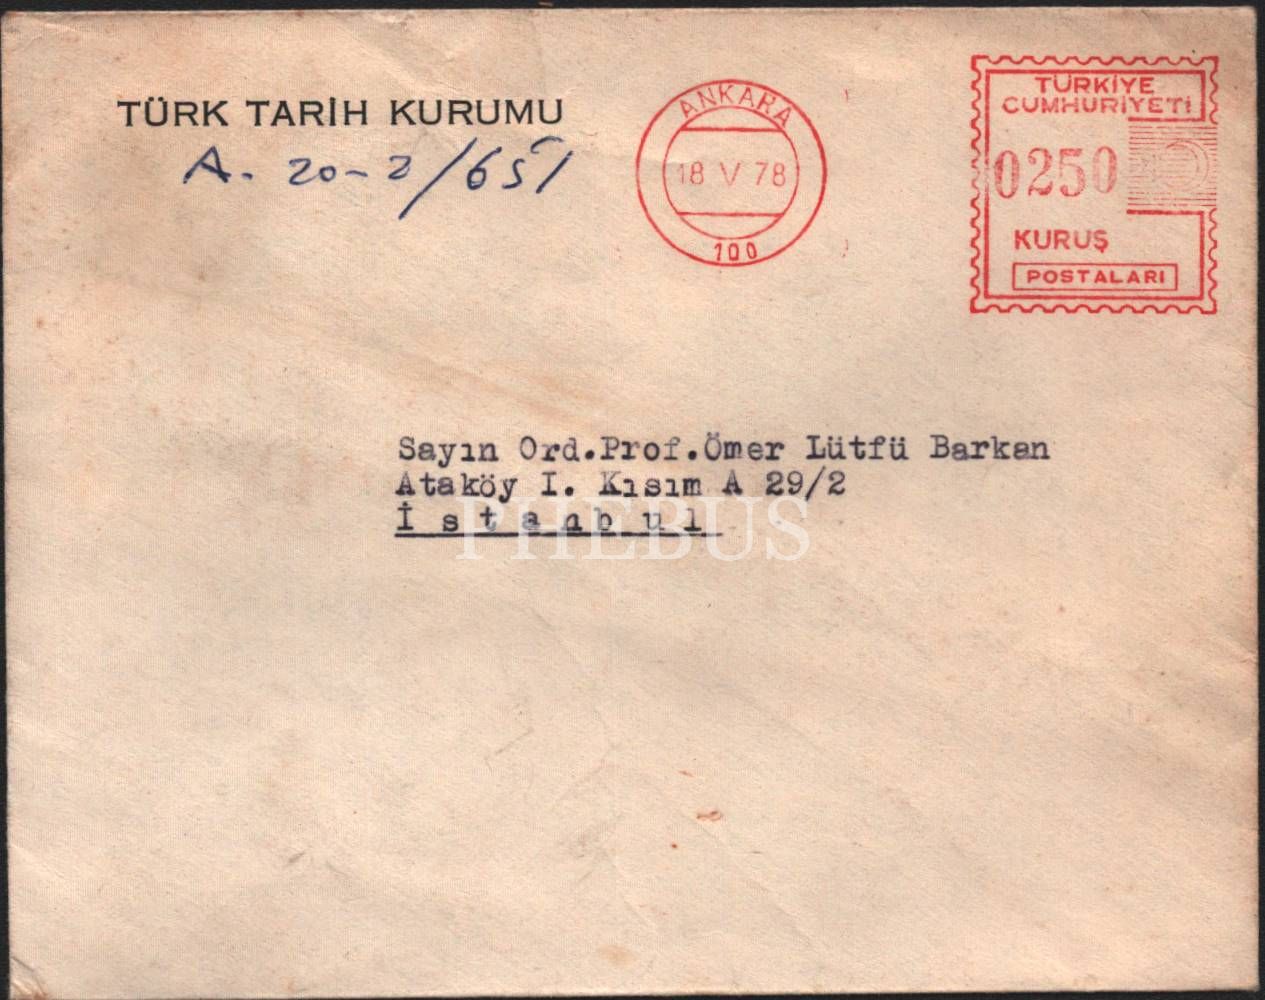 TÜRK TARİH KURUMU
A. 20-2/651
ANKARA
18 V 78
100
TÜRKİYE
CUMHURİYETİ
0250
KURUŞ
POSTALARI
Sayın Ord.Prof.Ömer Lütfü Barkan
Ataköy I. Kısım A 29/2
İstanbul
PHEBUS